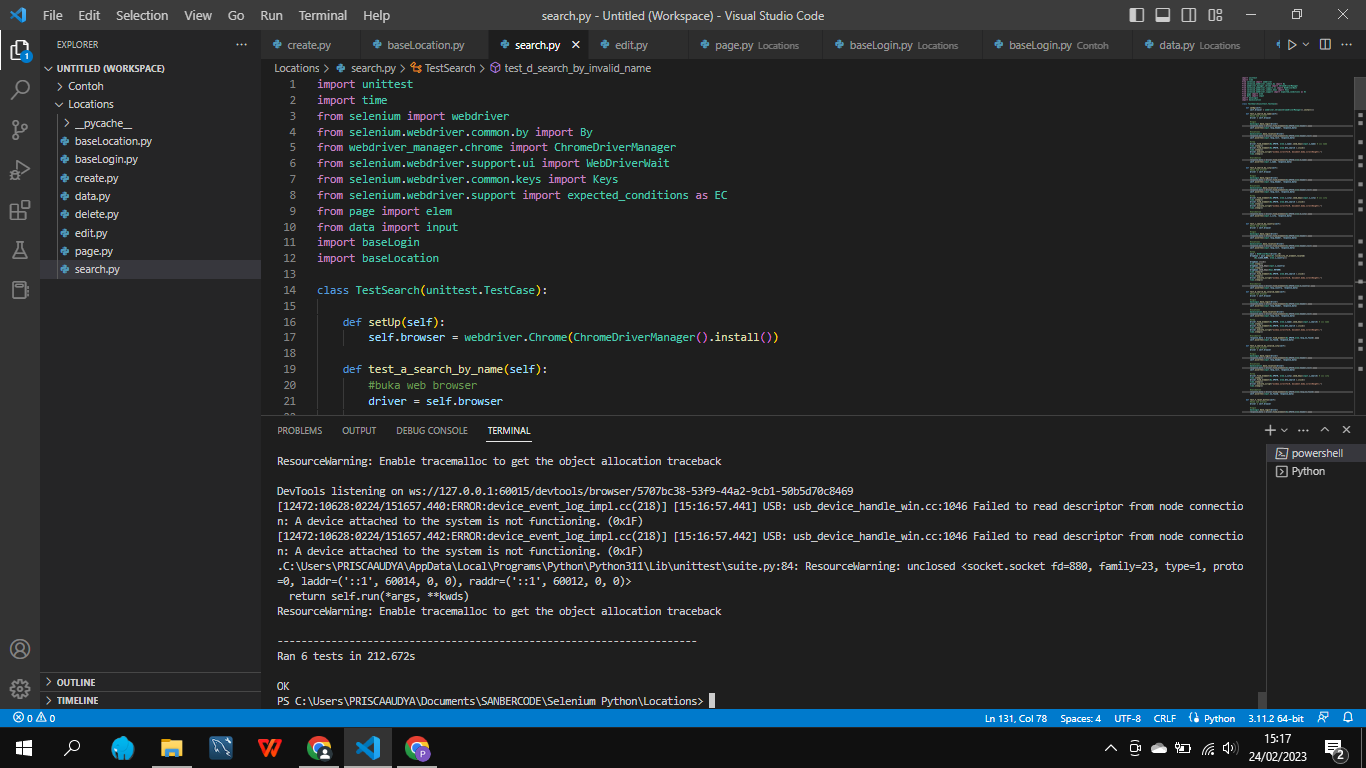 File Edit Selection View Go Run Terminal Help
search.py - Untitled (Workspace) - Visual Studio Code
EXPLORER
UNTITLED (WORKSPACE)
Contoh
Locations
__pycache__
baseLocation.py
baseLogin.py
create.py
data.py
delete.py
edit.py
page.py
search.py
OUTLINE
TIMELINE
create.py baseLocation.py search.py edit.py page.py Locations baseLogin.py Locations baseLogin.py Contoh data.py Locations
Locations > search.py > TestSearch > test_d_search_by_invalid_name
1 import unittest
2 import time
3 from selenium import webdriver
4 from selenium.webdriver.common.by import By
5 from webdriver_manager.chrome import ChromeDriverManager
6 from selenium.webdriver.support.ui import WebDriverWait
7 from selenium.webdriver.common.keys import Keys
8 from selenium.webdriver.support import expected_conditions as EC
9 from page import elem
10 from data import input
11 import baseLogin
12 import baseLocation
13
14 class TestSearch(unittest.TestCase):
15
16 def setUp(self):
17 self.browser = webdriver.Chrome(ChromeDriverManager().install())
18
19 def test_a_search_by_name(self):
20 #buka web browser
21 driver = self.browser
PROBLEMS OUTPUT DEBUG CONSOLE TERMINAL
powershell
Python
ResourceWarning: Enable tracemalloc to get the object allocation traceback
DevTools listening on ws://127.0.0.1:60015/devtools/browser/5707bc38-53f9-44a2-9cb1-50b5d70c8469
[12472:10628:0224/151657.440:ERROR:device_event_log_impl.cc(218)] [15:16:57.441] USB: usb_device_handle_win.cc:1046 Failed to read descriptor from node connectio
n: A device attached to the system is not functioning. (0x1F)
[12472:10628:0224/151657.442:ERROR:device_event_log_impl.cc(218)] [15:16:57.442] USB: usb_device_handle_win.cc:1046 Failed to read descriptor from node connectio
n: A device attached to the system is not functioning. (0x1F)
.C:\Users\PRISCAAUDYA\AppData\Local\Programs\Python\Python311\Lib\unittest\suite.py:84: ResourceWarning: unclosed <socket.socket fd=880, family=23, type=1, proto
=0, laddr=('::1', 60014, 0, 0), raddr=('::1', 60012, 0, 0)>
return self.run(*args, **kwds)
ResourceWarning: Enable tracemalloc to get the object allocation traceback
----------------------------------------------------------------------
Ran 6 tests in 212.672s
OK
PS C:\Users\PRISCAAUDYA\Documents\SANBERCODE\Selenium Python\Locations>
0 0 Ln 131, Col 78 Spaces: 4 UTF-8 CRLF Python 3.11.2 64-bit
15:17
24/02/2023
2